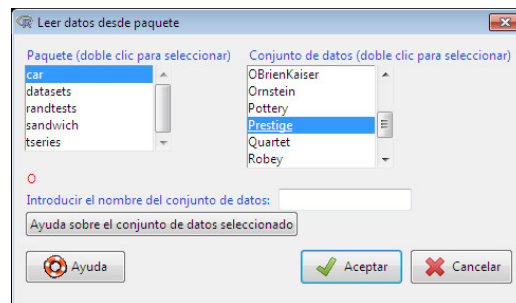 Leer datos desde paquete
Paquete (doble clic para seleccionar)
car
datasets
randtests
sandwich
tseries
Conjunto de datos (doble clic para seleccionar)
OBrienKaiser
Ornstein
Pottery
Prestige
Quartet
Robey
O
Introducir el nombre del conjunto de datos:
Ayuda sobre el conjunto de datos seleccionado
Ayuda
Aceptar
Cancelar